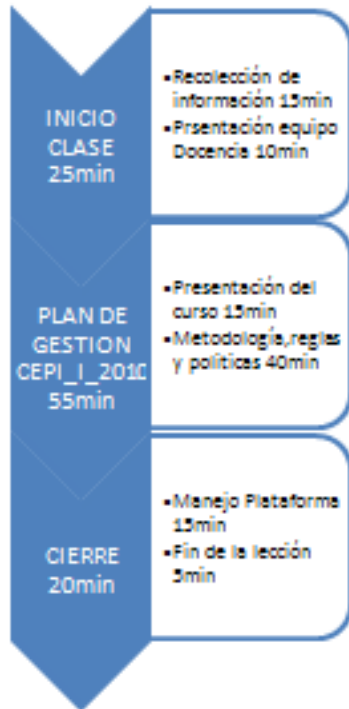 INICIO
CLASE
25min
•Recolección de
información 15min
•Prsentación equipo
Docencia 10min
PLAN DE
GESTION
CEPI_I_2010
55min
•Presentación del
curso 15min
•Metodología,reglas
y políticas 40min
CIERRE
20min
•Manejo Plataforma
15min
•Fin de la lección
5min